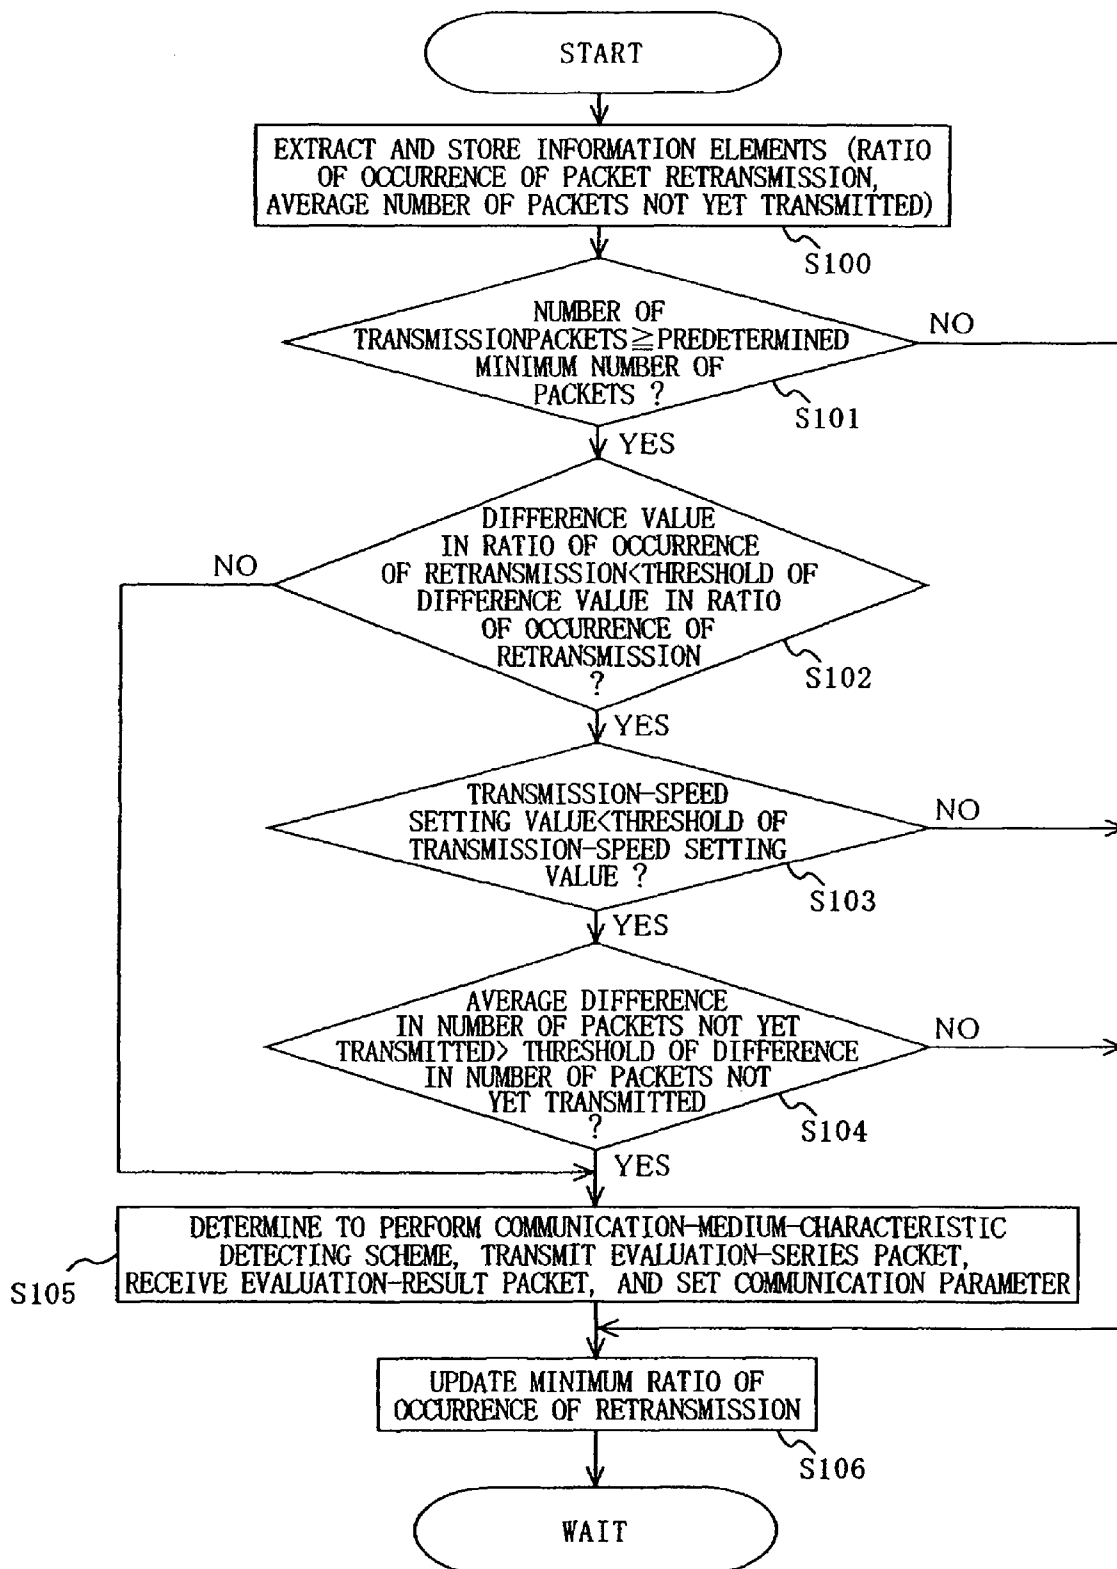 START
EXTRACT AND STORE INFORMATION ELEMENTS (RATIO
OF OCCURRENCE OF PACKET RETRANSMISSION,
AVERAGE NUMBER OF PACKETS NOT YET TRANSMITTED)
S100
NUMBER OF
TRANSMISSIONPACKETS≧PREDETERMINED
MINIMUM NUMBER OF
PACKETS ?
NO
S101
YES
DIFFERENCE VALUE
IN RATIO OF OCCURRENCE
OF RETRANSMISSION<THRESHOLD OF
DIFFERENCE VALUE IN RATIO
OF OCCURRENCE OF
RETRANSMISSION
?
NO
S102
YES
TRANSMISSION-SPEED
SETTING VALUE<THRESHOLD OF
TRANSMISSION-SPEED SETTING
VALUE ?
NO
S103
YES
AVERAGE DIFFERENCE
IN NUMBER OF PACKETS NOT YET
TRANSMITTED> THRESHOLD OF DIFFERENCE
IN NUMBER OF PACKETS NOT
YET TRANSMITTED
?
NO
S104
YES
DETERMINE TO PERFORM COMMUNICATION-MEDIUM-CHARACTERISTIC
DETECTING SCHEME, TRANSMIT EVALUATION-SERIES PACKET,
RECEIVE EVALUATION-RESULT PACKET, AND SET COMMUNICATION PARAMETER
S105
UPDATE MINIMUM RATIO OF
OCCURRENCE OF RETRANSMISSION
S106
WAIT